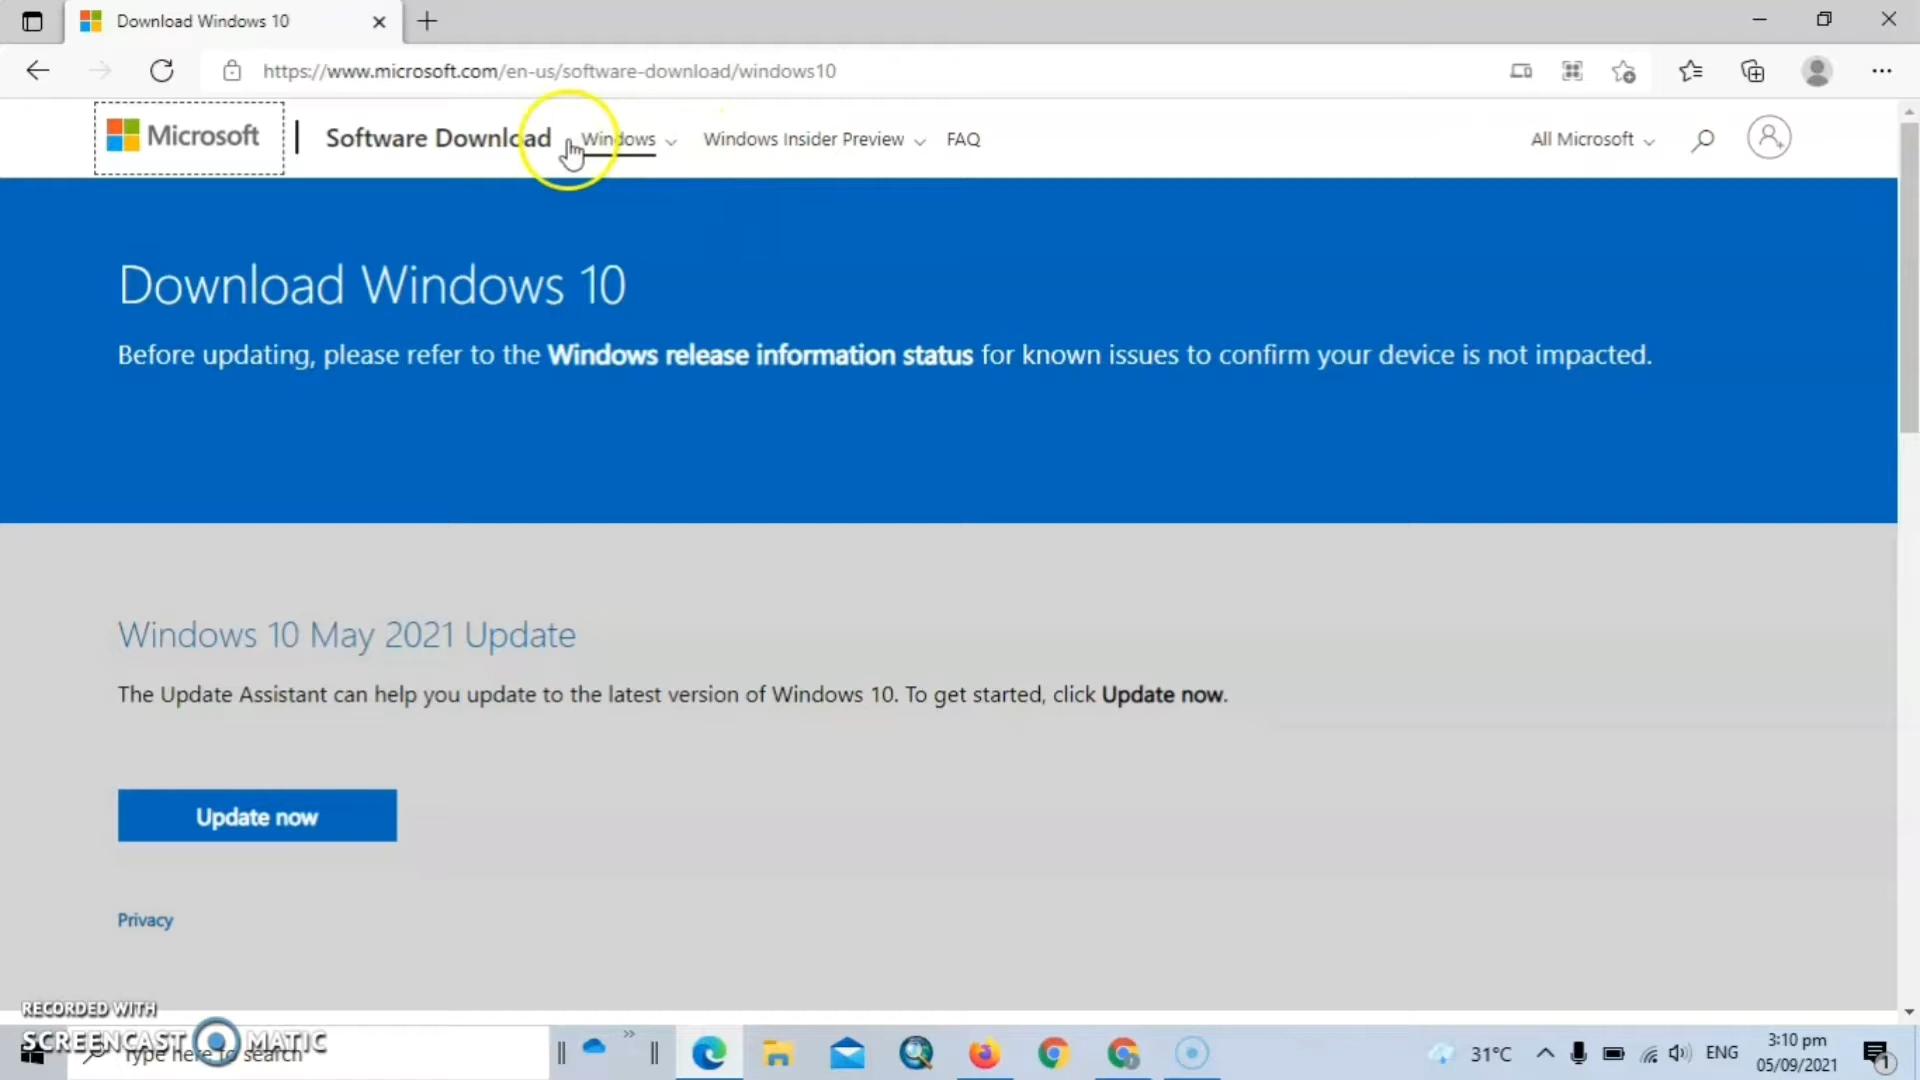 Download Windows 10
https://www.microsoft.com/en-us/software-download/windows10
Microsoft
Software Download
Windows
Windows Insider Preview
FAQ
All Microsoft
Download Windows 10
Before updating, please refer to the Windows release information status for known issues to confirm your device is not impacted.
Windows 10 May 2021 Update
The Update Assistant can help you update to the latest version of Windows 10. To get started, click Update now.
Update now
Privacy
RECORDED WITH
SCREENCAST MATIC
Type here to search
31°C
ENG
3:10 pm
05/09/2021
1